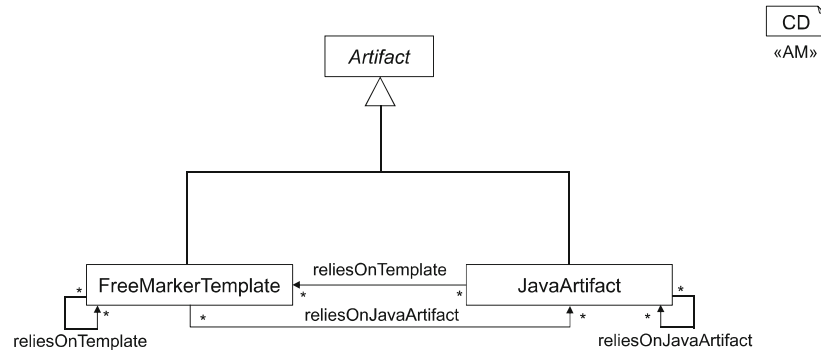 CD
«AM»
Artifact
FreeMarkerTemplate
JavaArtifact
reliesOnTemplate
*
*
reliesOnJavaArtifact
*
*
*
*
reliesOnTemplate
*
*
reliesOnJavaArtifact